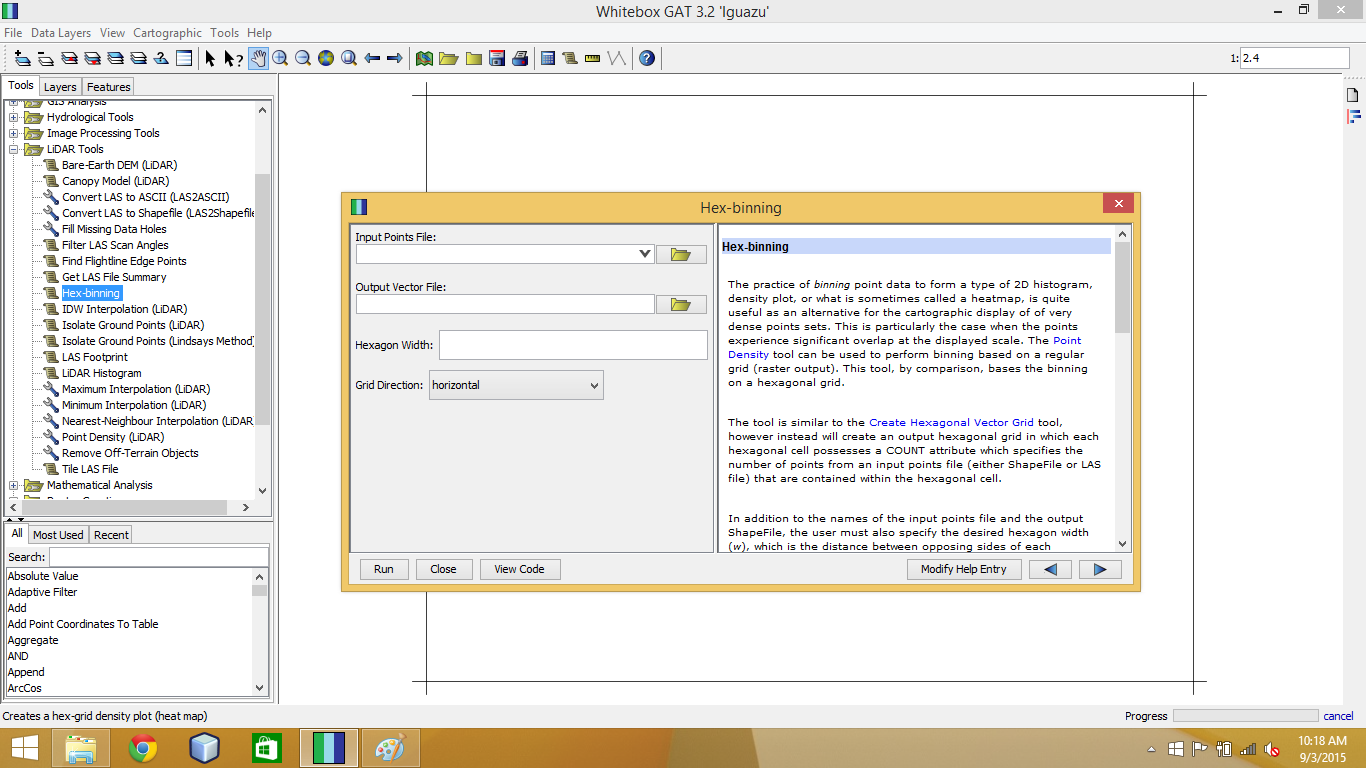 Whitebox GAT 3.2 'Iguazu'
File Data Layers View Cartographic Tools Help
1: 2.4
Tools Layers Features
GIS Analysis
Hydrological Tools
Image Processing Tools
LiDAR Tools
Bare-Earth DEM (LiDAR)
Canopy Model (LiDAR)
Convert LAS to ASCII (LAS2ASCII)
Convert LAS to Shapefile (LAS2Shapefile
Fill Missing Data Holes
Filter LAS Scan Angles
Find Flightline Edge Points
Get LAS File Summary
Hex-binning
IDW Interpolation (LiDAR)
Isolate Ground Points (LiDAR)
Isolate Ground Points (Lindsays Method)
LAS Footprint
LiDAR Histogram
Maximum Interpolation (LiDAR)
Minimum Interpolation (LiDAR)
Nearest-Neighbour Interpolation (LiDAR
Point Density (LiDAR)
Remove Off-Terrain Objects
Tile LAS File
Mathematical Analysis
All Most Used Recent
Search:
Absolute Value
Adaptive Filter
Add
Add Point Coordinates To Table
Aggregate
AND
Append
ArcCos
Hex-binning
Input Points File:
Output Vector File:
Hexagon Width:
Grid Direction: horizontal
Hex-binning
The practice of binning point data to form a type of 2D histogram,
density plot, or what is sometimes called a heatmap, is quite
useful as an alternative for the cartographic display of of very
dense points sets. This is particularly the case when the points
experience significant overlap at the displayed scale. The Point
Density tool can be used to perform binning based on a regular
grid (raster output). This tool, by comparison, bases the binning
on a hexagonal grid.
The tool is similar to the Create Hexagonal Vector Grid tool,
however instead will create an output hexagonal grid in which each
hexagonal cell possesses a COUNT attribute which specifies the
number of points from an input points file (either ShapeFile or LAS
file) that are contained within the hexagonal cell.
In addition to the names of the input points file and the output
ShapeFile, the user must also specify the desired hexagon width
(w), which is the distance between opposing sides of each
Run Close View Code Modify Help Entry
Creates a hex-grid density plot (heat map)
Progress cancel
10:18 AM
9/3/2015